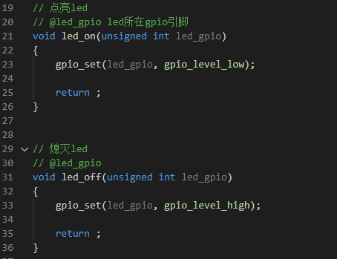 19 // 点亮led
20 // @led_gpio led所在gpio引脚
21 void led_on(unsigned int led_gpio)
22 {
23 gpio_set(led_gpio, gpio_level_low);
24
25 return ;
26 }
27
28
29 // 熄灭led
30 // @led_gpio
31 void led_off(unsigned int led_gpio)
32 {
33 gpio_set(led_gpio, gpio_level_high);
34
35 return ;
36 }